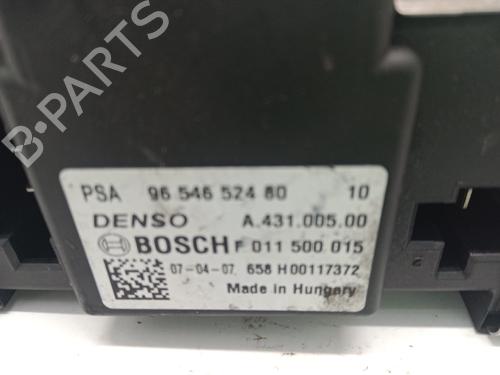 B-Parts
PSA 96 546 524 80 10
DENSO A.431.005.00
BOSCH F 011 500 015
07-04-07 658 H00117372
Made in Hungary